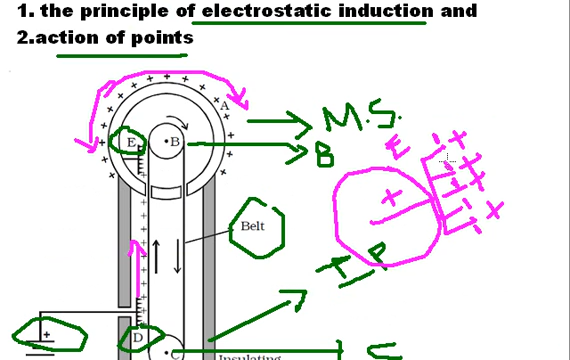 1. the principle of electrostatic induction and
2.action of points
A
E
B
M.S.
B
E
Belt
I P
D
C
Insulating